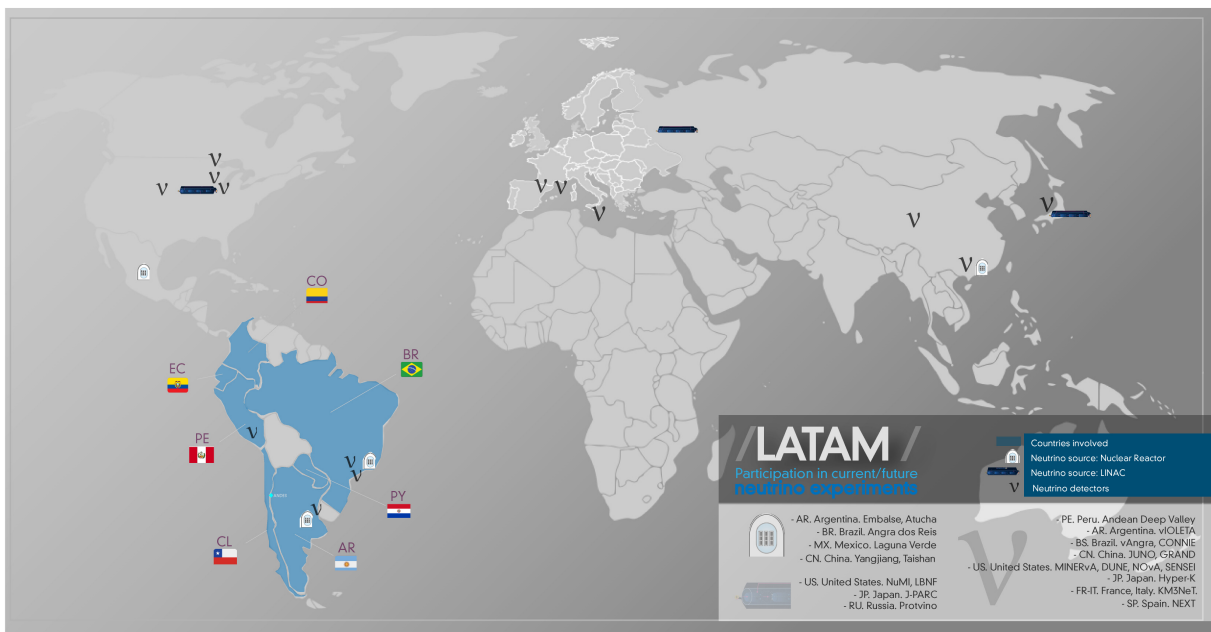 ν
ν
ν
ν
ν
ν
ν
ν
ν
ν
CO
BR
EC
PE
ν
ν
ν
ν
PY
CL
AR
ANDES
//LATAM/
Participation in current/future
neutrino experiments
Countries involved
Neutrino source: Nuclear Reactor
Neutrino source: LINAC
ν Neutrino detectors
- AR. Argentina. Embalse, Atucha
- BR. Brazil. Angra dos Reis
- MX. Mexico. Laguna Verde
- CN. China. Yangjiang, Taishan
- US. United States. NuMI, LBNF
- JP. Japan. J-PARC
- RU. Russia. Protvino
ν
- PE. Peru. Andean Deep Valley
- AR. Argentina. νIOLETA
- BS. Brazil. νAngra, CONNIE
- CN. China. JUNO, GRAND
- US. United States. MINERνA, DUNE, NOνA, SENSEI
- JP. Japan. Hyper-K
- FR-IT. France, Italy. KM3NeT.
- SP. Spain. NEXT